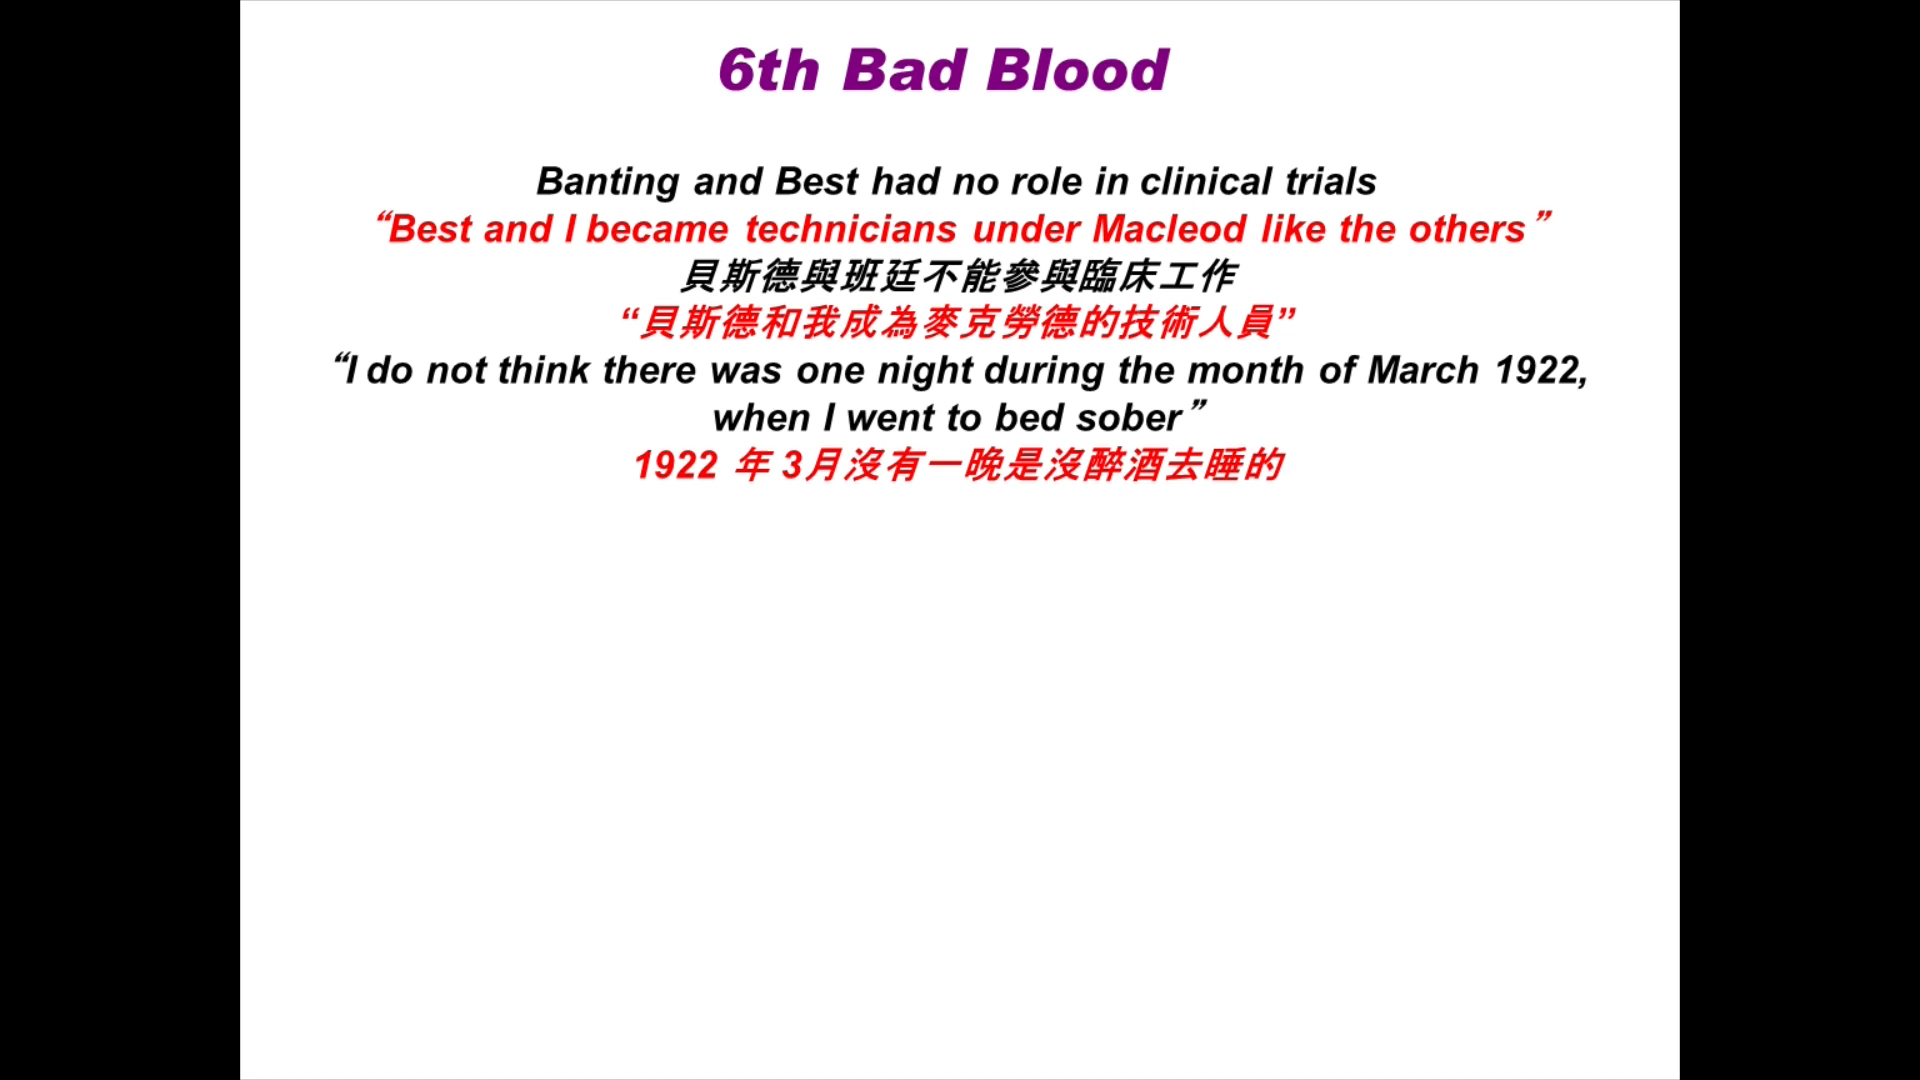 6th Bad Blood
Banting and Best had no role in clinical trials
“Best and I became technicians under Macleod like the others”
貝斯德與班廷不能參與臨床工作
“貝斯德和我成為麥克勞德的技術人員”
“I do not think there was one night during the month of March 1922,
when I went to bed sober”
1922 年 3月沒有一晚是沒醉酒去睡的